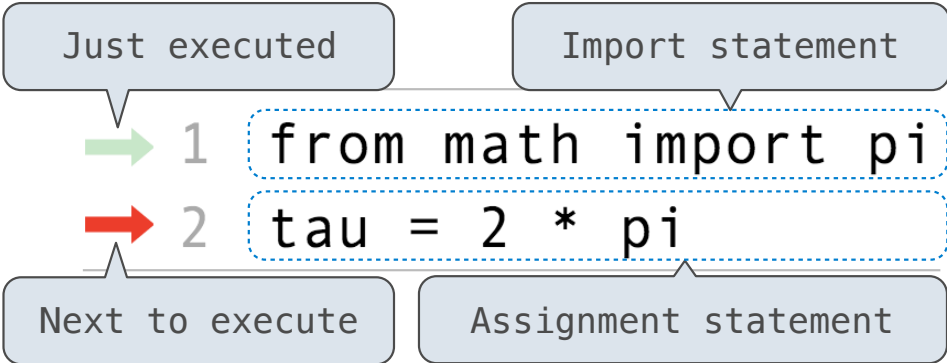 Just executed
Import statement
1 from math import pi
2 tau = 2 * pi
Next to execute
Assignment statement